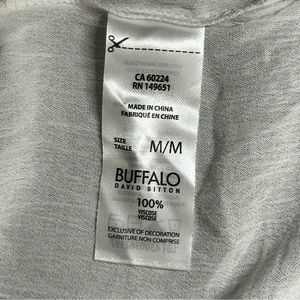 CA 60224
RN 149651
MADE IN CHINA
FABRIQUÉ EN CHINE
SIZE
TAILLE
M/M
BUFFALO
DAVID BITTON
100%
VISCOSE
VISCOSE
EXCLUSIVE OF DECORATION
GARNITURE NON COMPRISE